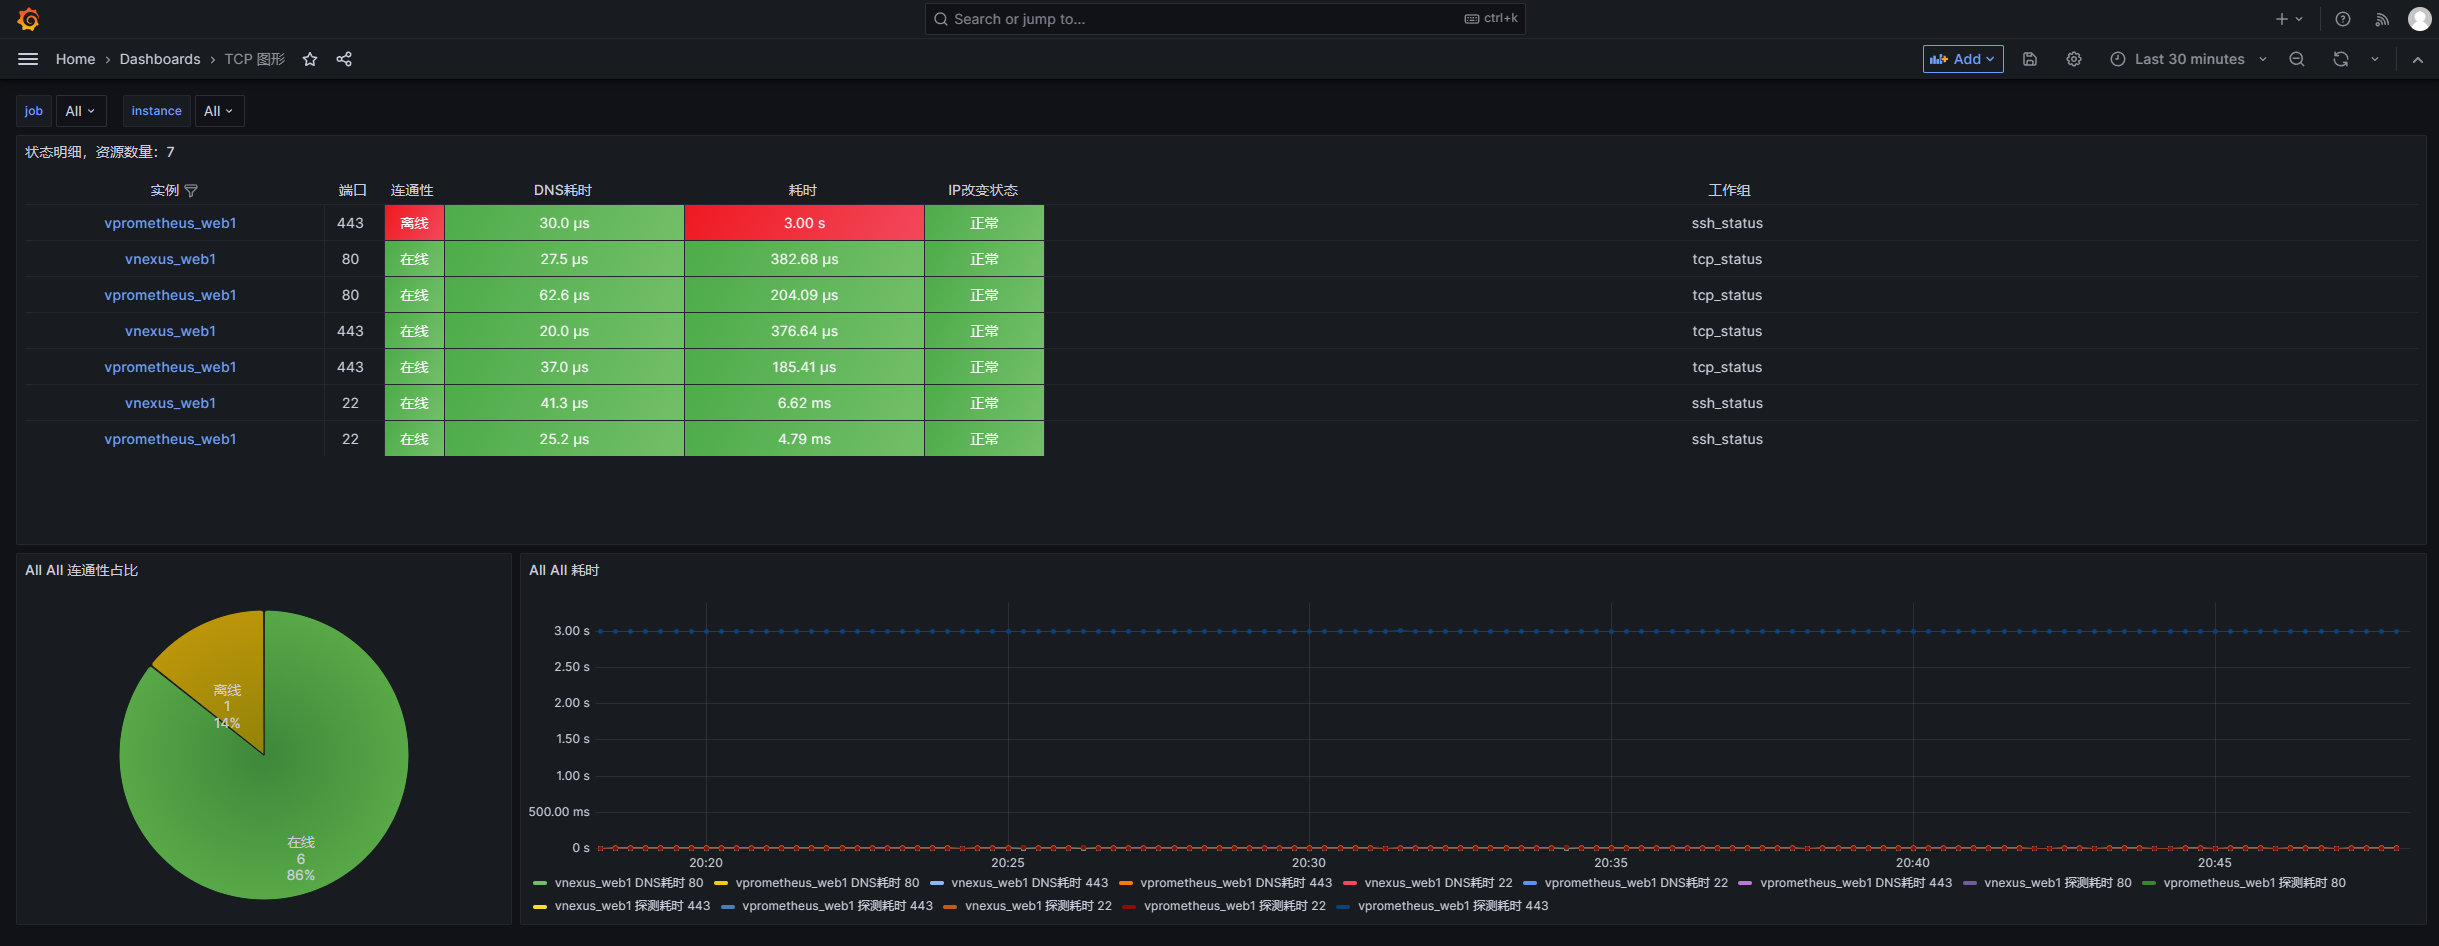 Search or jump to... ctrl+k
Home › Dashboards › TCP 图形 Add Last 30 minutes
job All instance All
状态明细，资源数量：7
实例 端口 连通性 DNS耗时 耗时 IP改变状态 工作组
vprometheus_web1 443 离线 30.0 µs 3.00 s 正常 ssh_status
vnexus_web1 80 在线 27.5 µs 382.68 µs 正常 tcp_status
vprometheus_web1 80 在线 62.6 µs 204.09 µs 正常 tcp_status
vnexus_web1 443 在线 20.0 µs 376.64 µs 正常 tcp_status
vprometheus_web1 443 在线 37.0 µs 185.41 µs 正常 tcp_status
vnexus_web1 22 在线 41.3 µs 6.62 ms 正常 ssh_status
vprometheus_web1 22 在线 25.2 µs 4.79 ms 正常 ssh_status
All All 连通性占比
离线
1
14%
在线
6
86%
All All 耗时
3.00 s
2.50 s
2.00 s
1.50 s
1.00 s
500.00 ms
0 s
20:20 20:25 20:30 20:35 20:40 20:45
vnexus_web1 DNS耗时 80 vprometheus_web1 DNS耗时 80 vnexus_web1 DNS耗时 443 vprometheus_web1 DNS耗时 443 vnexus_web1 DNS耗时 22 vprometheus_web1 DNS耗时 22 vprometheus_web1 DNS耗时 443 vnexus_web1 探测耗时 80 vprometheus_web1 探测耗时 80
vnexus_web1 探测耗时 443 vprometheus_web1 探测耗时 443 vnexus_web1 探测耗时 22 vprometheus_web1 探测耗时 22 vprometheus_web1 探测耗时 443